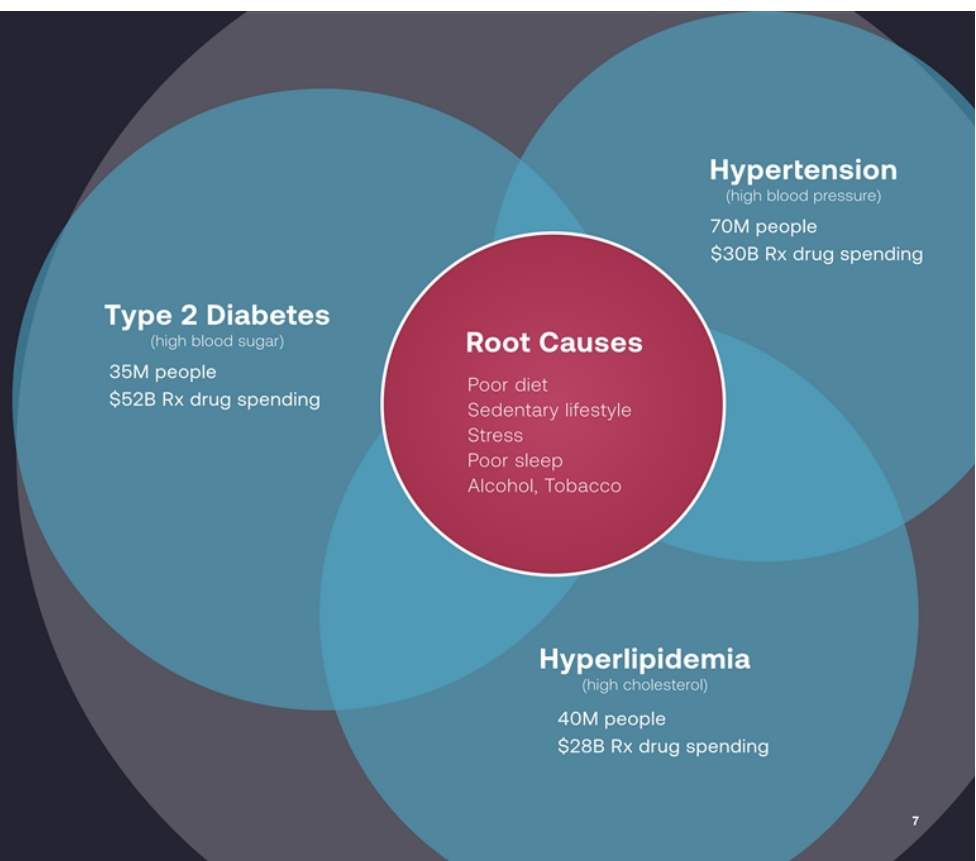 Hypertension
(high blood pressure)
70M people
$30B Rx drug spending
Type 2 Diabetes
(high blood sugar)
35M people
$52B Rx drug spending
Root Causes
Poor diet
Sedentary lifestyle
Stress
Poor sleep
Alcohol, Tobacco
Hyperlipidemia
(high cholesterol)
40M people
$28B Rx drug spending
7